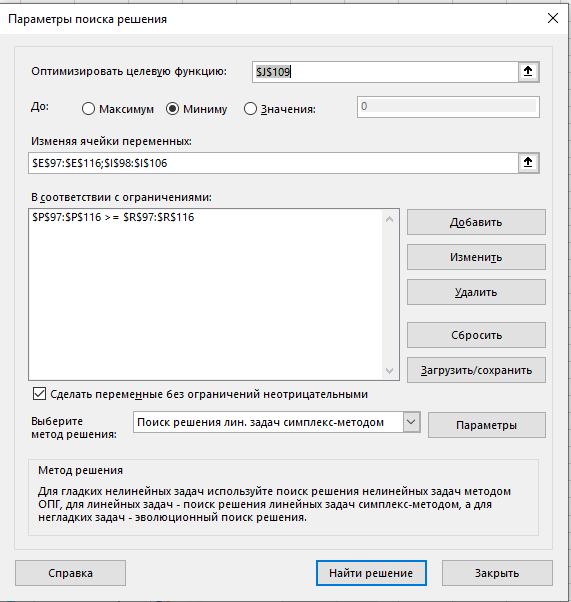 Параметры поиска решения
Оптимизировать целевую функцию:
$J$109
До:
Максимум
Миниму
Значения:
0
Изменяя ячейки переменных:
$E$97:$E$116;$I$98:$I$106
В соответствии с ограничениями:
$P$97:$P$116 >= $R$97:$R$116
Добавить
Изменить
Удалить
Сбросить
Загрузить/сохранить
Сделать переменные без ограничений неотрицательными
Выберите
метод решения:
Поиск решения лин. задач симплекс-методом
Параметры
Метод решения
Для гладких нелинейных задач используйте поиск решения нелинейных задач методом
ОПГ, для линейных задач - поиск решения линейных задач симплекс-методом, а для
негладких задач - эволюционный поиск решения.
Справка
Найти решение
Закрыть